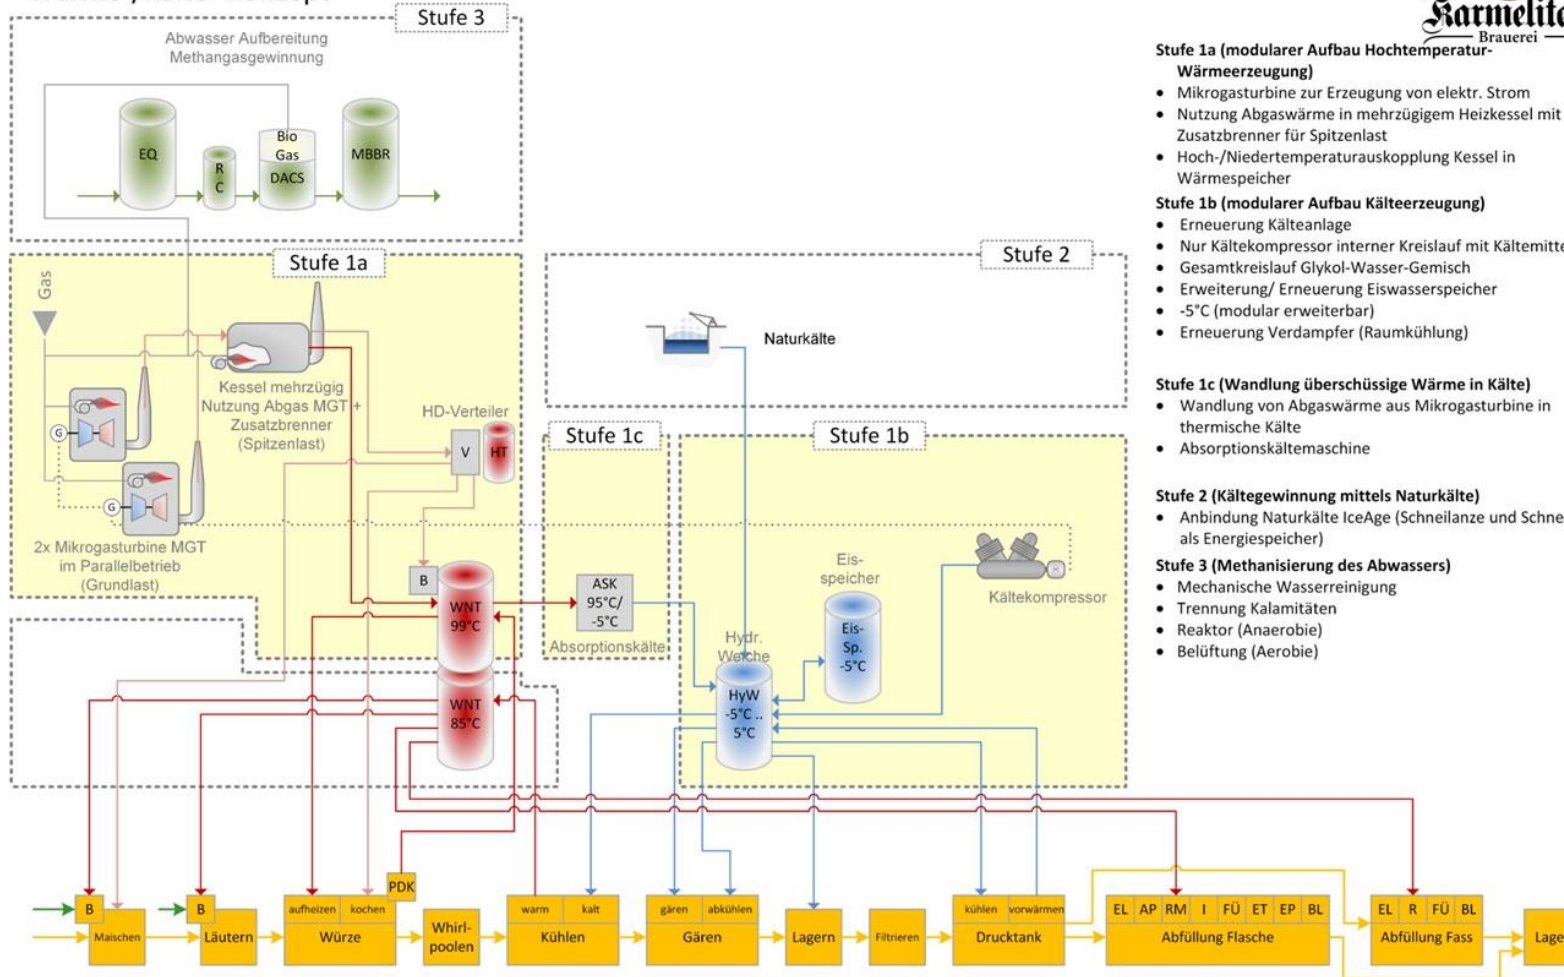 Stufe 3
Abwasser Aufbereitung
Methangasgewinnung
EQ
R
C
Bio
Gas
DACS
MBBR
Brauerei
Stufe 1a (modularer Aufbau Hochtemperatur-
Wärmeerzeugung)
• Mikrogasturbine zur Erzeugung von elektr. Strom
• Nutzung Abgaswärme in mehrzügigem Heizkessel mit
Zusatzbrenner für Spitzenlast
• Hoch-/Niedertemperaturauskopplung Kessel in
Wärmespeicher
Stufe 1b (modularer Aufbau Kälteerzeugung)
• Erneuerung Kälteanlage
• Nur Kältekompressor interner Kreislauf mit Kältemitte
• Gesamtkreislauf Glykol-Wasser-Gemisch
• Erweiterung/ Erneuerung Eiswasserspeicher
• -5°C (modular erweiterbar)
• Erneuerung Verdampfer (Raumkühlung)
Stufe 1c (Wandlung überschüssige Wärme in Kälte)
• Wandlung von Abgaswärme aus Mikrogasturbine in
thermische Kälte
• Absorptionskältemaschine
Stufe 2 (Kältegewinnung mittels Naturkälte)
• Anbindung Naturkälte IceAge (Schneilanze und Schne
als Energiespeicher)
Stufe 3 (Methanisierung des Abwassers)
• Mechanische Wasserreinigung
• Trennung Kalamitäten
• Reaktor (Anaerobie)
• Belüftung (Aerobie)
Stufe 1a
Gas
Kessel mehrzügig
Nutzung Abgas MGT +
Zusatzbrenner
(Spitzenlast)
HD-Verteiler
V
HT
G
G
2x Mikrogasturbine MGT
im Parallelbetrieb
(Grundlast)
B
WNT
99°C
WNT
85°C
Stufe 2
Naturkälte
Stufe 1c
ASK
95°C/
-5°C
Absorptionskälte
Stufe 1b
Eis-
speicher
Eis-
Sp.
-5°C
Kältekompressor
Hydr.
Weiche
HyW
-5°C ..
5°C
B
Maischen
B
Läutern
aufheizen kochen
Würze
PDK
Whirl-
poolen
warm kalt
Kühlen
gären abkühlen
Gären
Lagern
Filtrieren
kühlen vorwärmen
Drucktank
EL AP RM I FÜ ET EP BL
Abfüllung Flasche
EL R FÜ BL
Abfüllung Fass
Lage